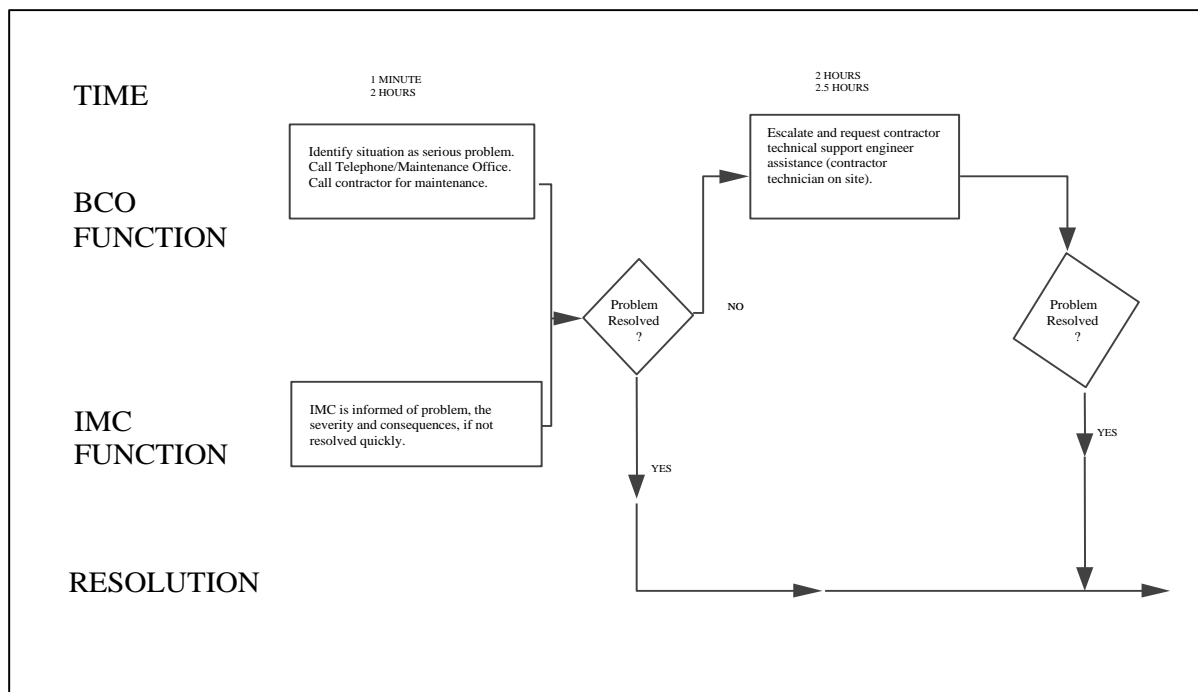 TIME
1 MINUTE
2 HOURS
2 HOURS
2.5 HOURS
BCO
FUNCTION
Identify situation as serious problem.
Call Telephone/Maintenance Office.
Call contractor for maintenance.
Escalate and request contractor
technical support engineer
assistance (contractor
technician on site).
Problem
Resolved
?
NO
Problem
Resolved
?
IMC
FUNCTION
IMC is informed of problem, the
severity and consequences, if not
resolved quickly.
YES
YES
RESOLUTION